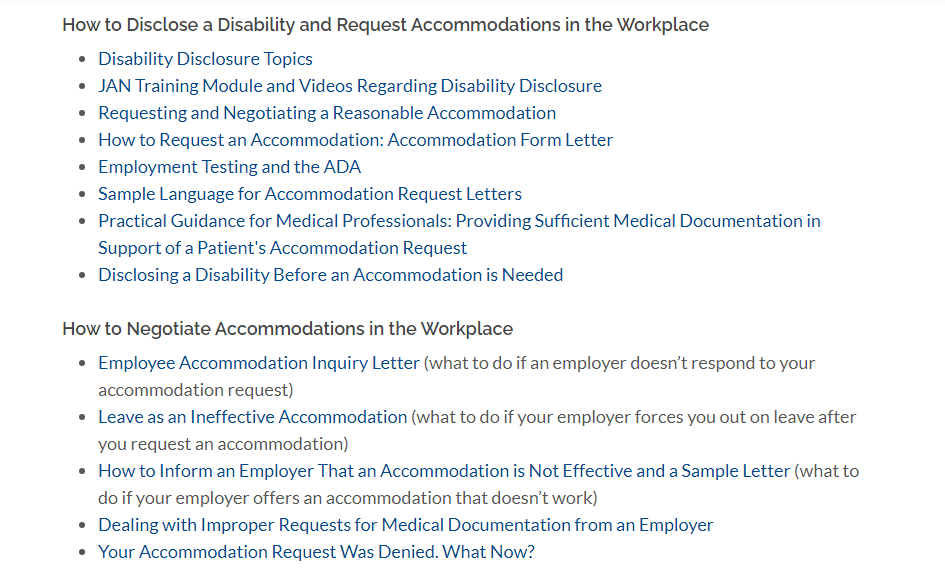 How to Disclose a Disability and Request Accommodations in the Workplace
Disability Disclosure Topics
JAN Training Module and Videos Regarding Disability Disclosure
Requesting and Negotiating a Reasonable Accommodation
How to Request an Accommodation: Accommodation Form Letter
Employment Testing and the ADA
Sample Language for Accommodation Request Letters
Practical Guidance for Medical Professionals: Providing Sufficient Medical Documentation in
Support of a Patient's Accommodation Request
Disclosing a Disability Before an Accommodation is Needed
How to Negotiate Accommodations in the Workplace
Employee Accommodation Inquiry Letter (what to do if an employer doesn’t respond to your
accommodation request)
Leave as an Ineffective Accommodation (what to do if your employer forces you out on leave after
you request an accommodation)
How to Inform an Employer That an Accommodation is Not Effective and a Sample Letter (what to
do if your employer offers an accommodation that doesn’t work)
Dealing with Improper Requests for Medical Documentation from an Employer
Your Accommodation Request Was Denied. What Now?